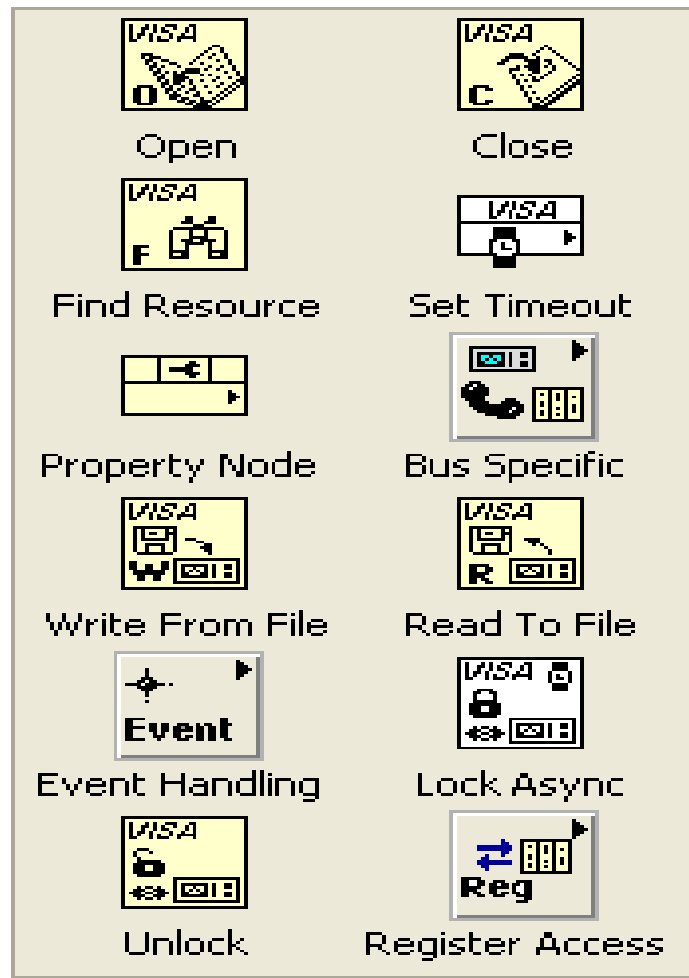 VISA VISA
O C
Open Close
VISA VISA
F
Find Resource Set Timeout
Property Node Bus Specific
VISA VISA
W R
Write From File Read To File
VISA
Event
Event Handling Lock Async
VISA
Reg
Unlock Register Access